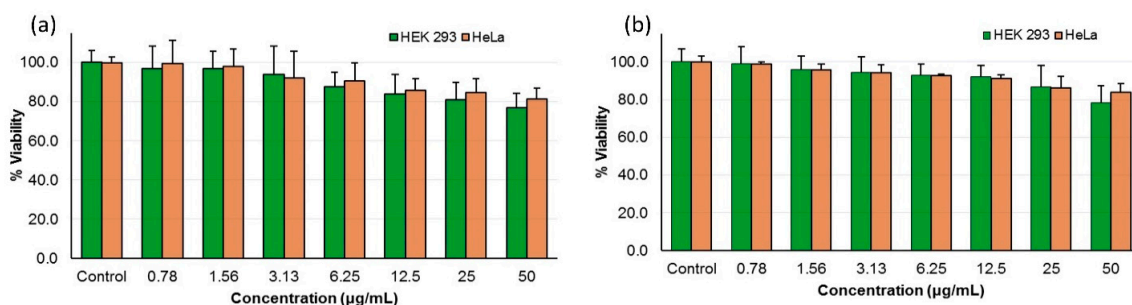 (a)
HEK 293 HeLa
100.0
80.0
60.0
40.0
20.0
0.0
% Viability
Control 0.78 1.56 3.13 6.25 12.5 25 50
Concentration (µg/mL)
(b)
HEK 293 HeLa
100.0
80.0
60.0
40.0
20.0
0.0
% Viability
Control 0.78 1.56 3.13 6.25 12.5 25 50
Concentration (µg/mL)